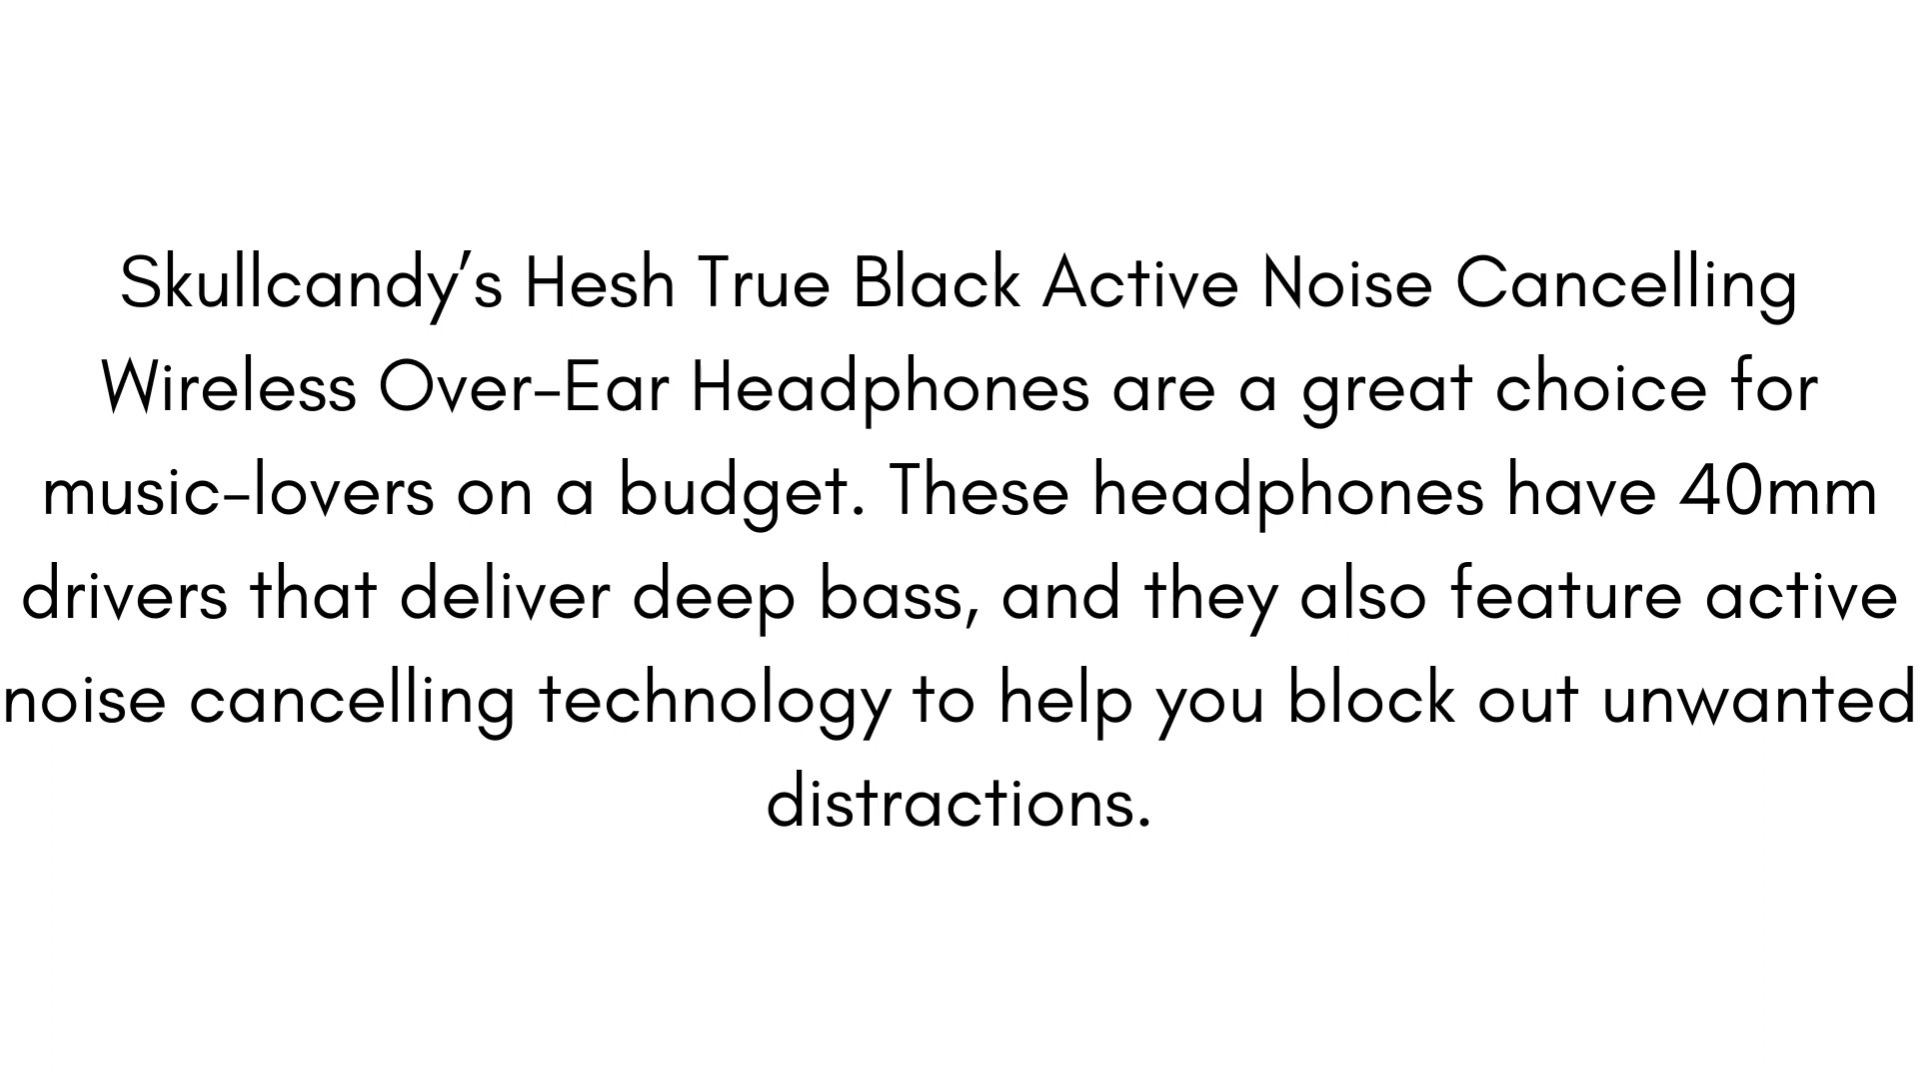 Skullcandy’s Hesh True Black Active Noise Cancelling
Wireless Over-Ear Headphones are a great choice for
music-lovers on a budget. These headphones have 40mm
drivers that deliver deep bass, and they also feature active
noise cancelling technology to help you block out unwanted
distractions.